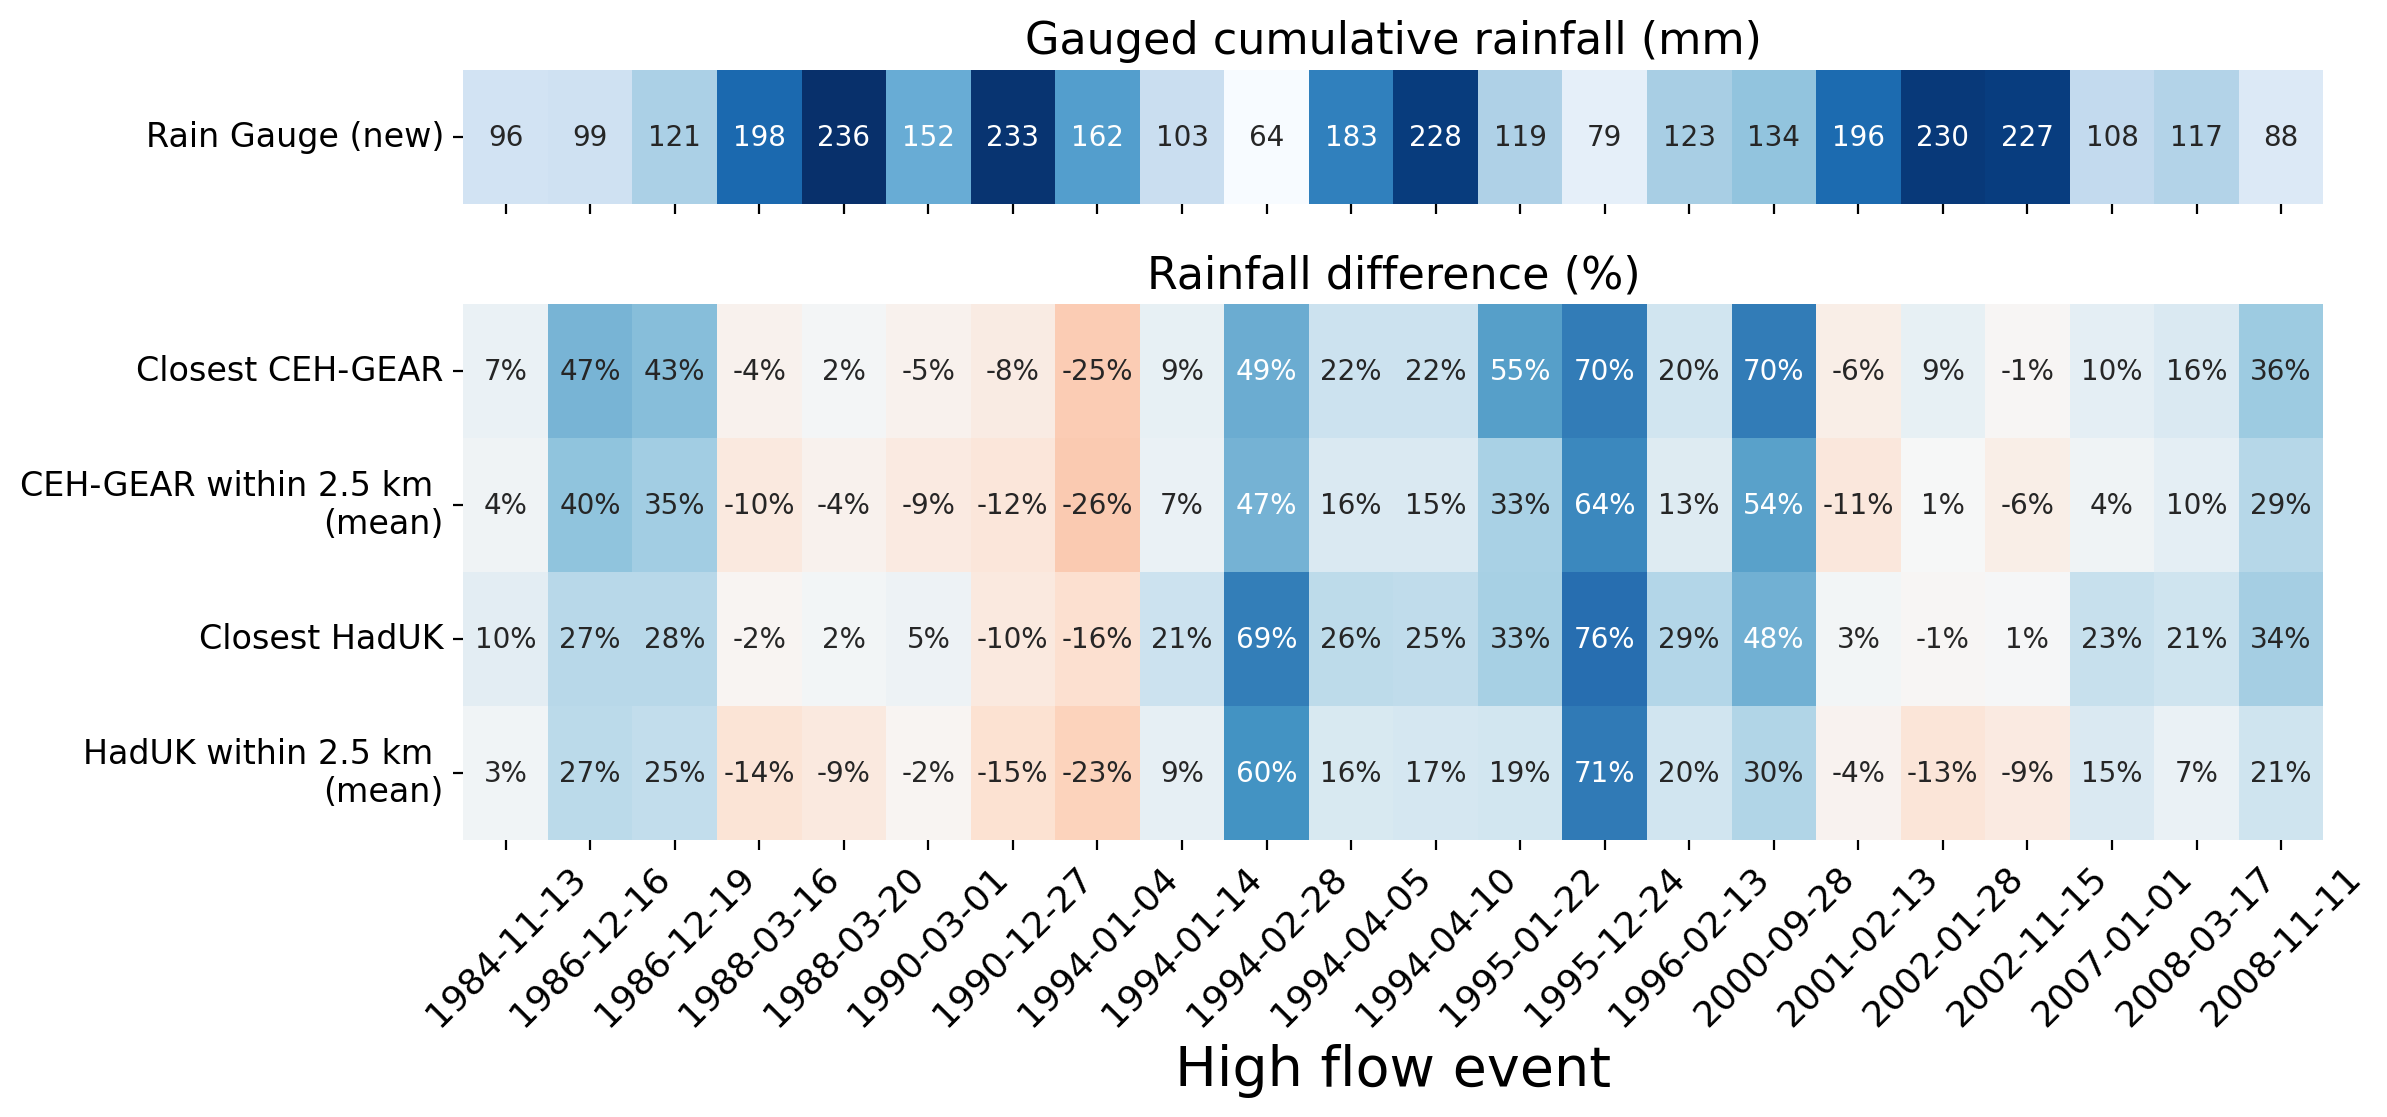 Gauged cumulative rainfall (mm)
Rain Gauge (new) 96 99 121 198 236 152 233 162 103 64 183 228 119 79 123 134 196 230 227 108 117 88
Rainfall difference (%)
Closest CEH-GEAR 7% 47% 43% -4% 2% -5% -8% -25% 9% 49% 22% 22% 55% 70% 20% 70% -6% 9% -1% 10% 16% 36%
CEH-GEAR within 2.5 km
(mean) 4% 40% 35% -10% -4% -9% -12% -26% 7% 47% 16% 15% 33% 64% 13% 54% -11% 1% -6% 4% 10% 29%
Closest HadUK 10% 27% 28% -2% 2% 5% -10% -16% 21% 69% 26% 25% 33% 76% 29% 48% 3% -1% 1% 23% 21% 34%
HadUK within 2.5 km
(mean) 3% 27% 25% -14% -9% -2% -15% -23% 9% 60% 16% 17% 19% 71% 20% 30% -4% -13% -9% 15% 7% 21%
1984-11-13 1986-12-16 1986-12-19 1988-03-16 1988-03-20 1990-03-01 1990-12-27 1994-01-04 1994-01-14 1994-02-28 1994-04-05 1994-04-10 1995-01-22 1995-12-24 1996-02-13 2000-09-28 2001-02-13 2002-01-28 2002-11-15 2007-01-01 2008-03-17 2008-11-11
High flow event